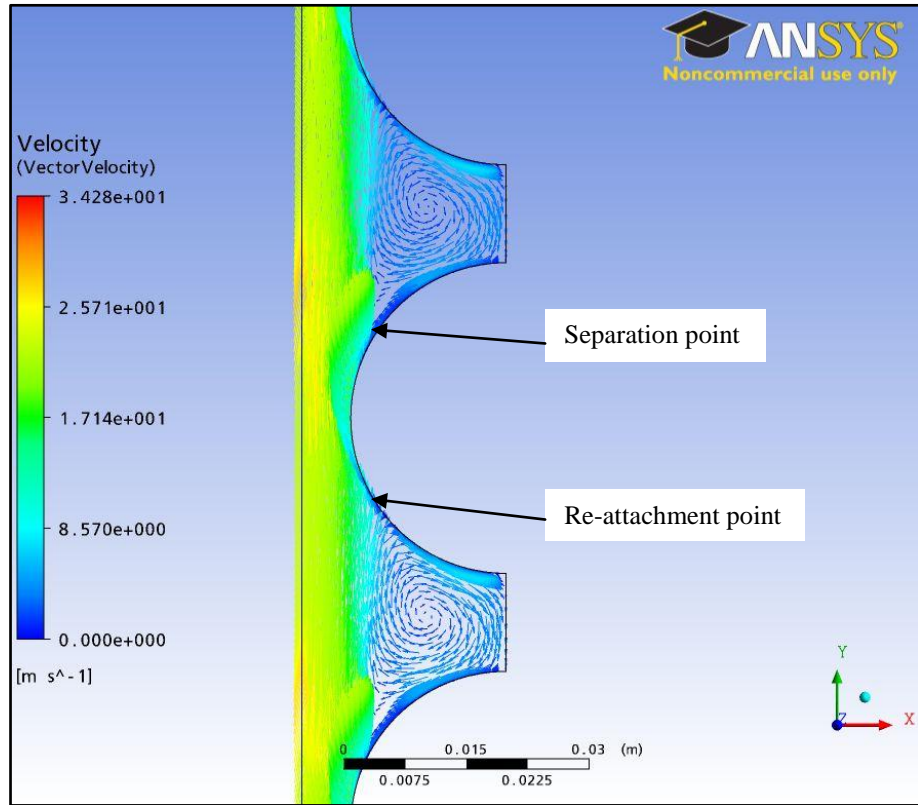 ANSYS
Noncommercial use only
Velocity
(VectorVelocity)
3.428e+001
2.571e+001
1.714e+001
8.570e+000
0.000e+000
[m s^-1]
Separation point
Re-attachment point
Y
X
Z
0 0.015 0.03 (m)
0.0075 0.0225